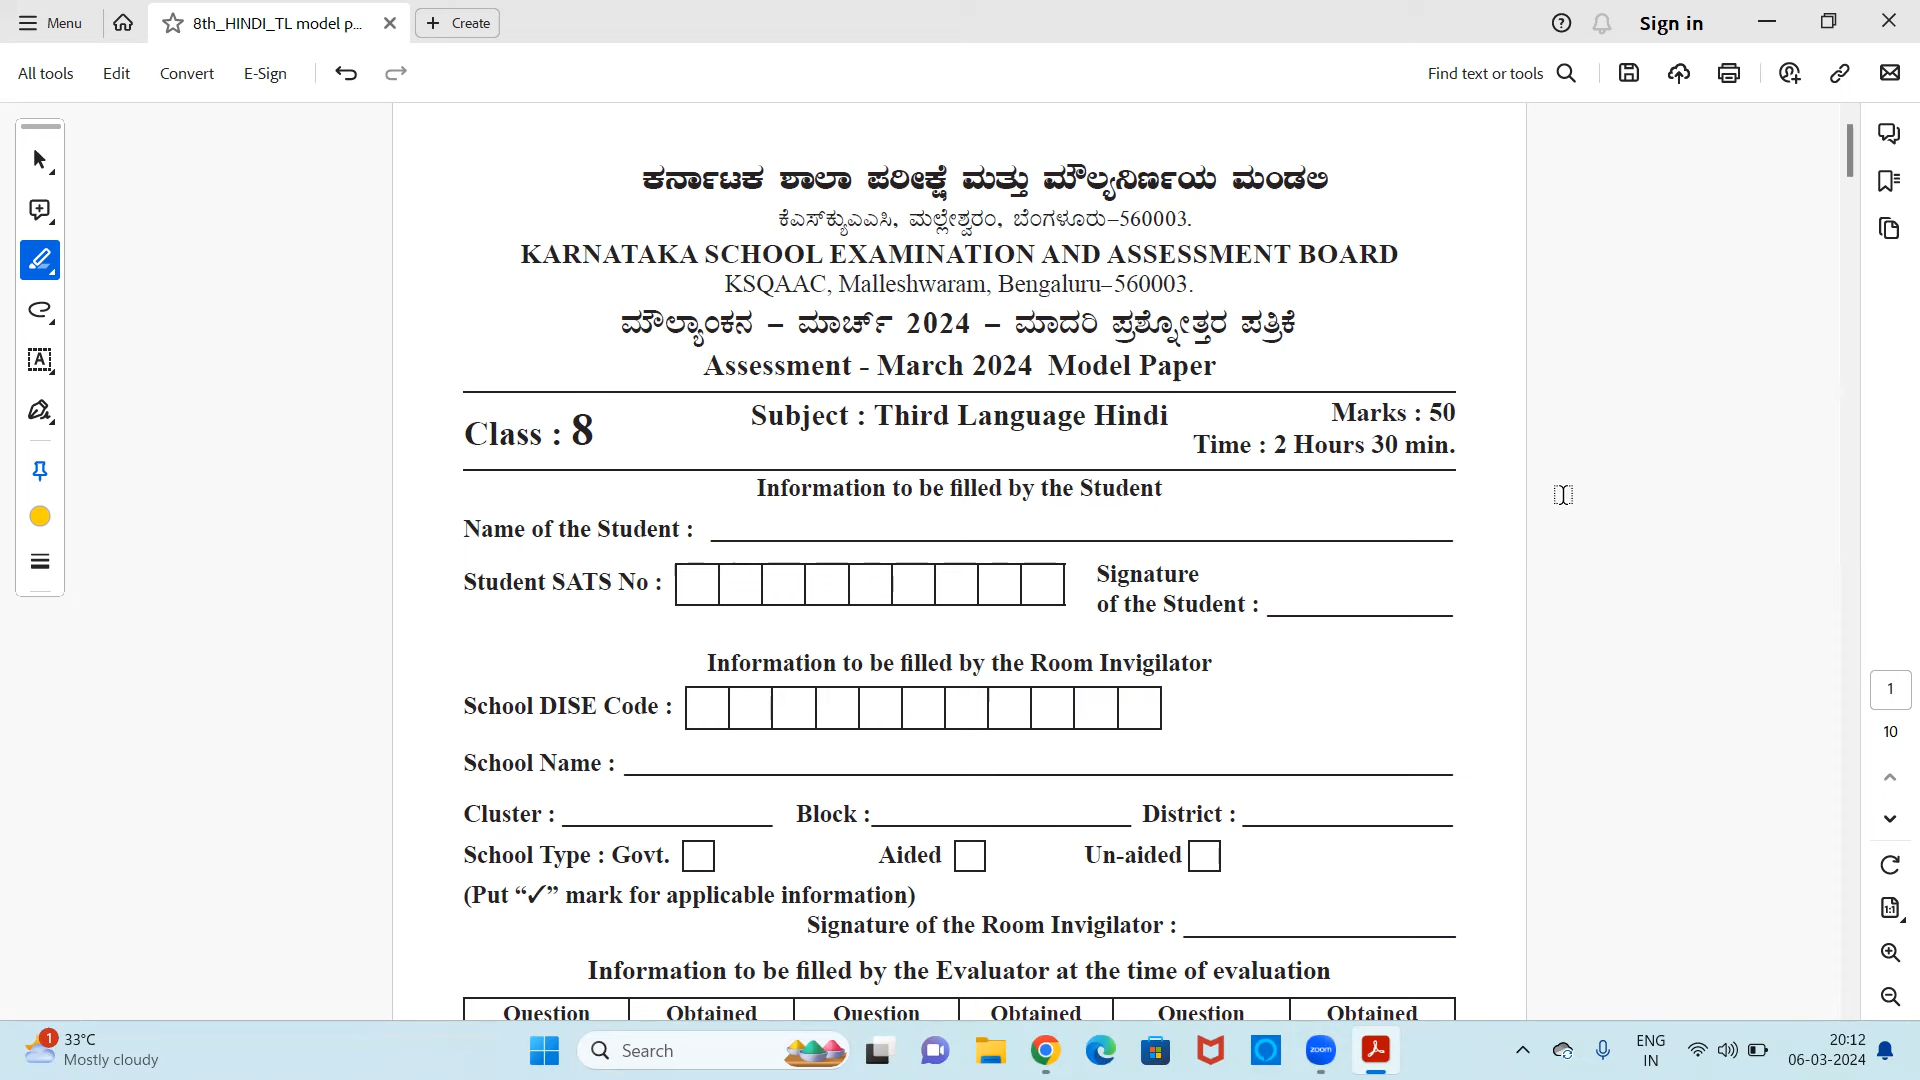 Menu
8th_HINDI_TL model p...
Create
Sign in
All tools
Edit
Convert
E-Sign
Find text or tools
ಕರ್ನಾಟಕ ಶಾಲಾ ಪರೀಕ್ಷೆ ಮತ್ತು ಮೌಲ್ಯನಿರ್ಣಯ ಮಂಡಲಿ
ಕೆಎಸ್‌ಕ್ಯುಎಎಸಿ, ಮಲ್ಲೇಶ್ವರಂ, ಬೆಂಗಳೂರು–560003.
KARNATAKA SCHOOL EXAMINATION AND ASSESSMENT BOARD
KSQAAC, Malleshwaram, Bengaluru–560003.
ಮೌಲ್ಯಾಂಕನ – ಮಾರ್ಚ್ 2024 – ಮಾದರಿ ಪ್ರಶ್ನೋತ್ತರ ಪತ್ರಿಕೆ
Assessment - March 2024 Model Paper
Class : 8
Subject : Third Language Hindi
Marks : 50
Time : 2 Hours 30 min.
Information to be filled by the Student
Name of the Student :
Student SATS No :
Signature
of the Student :
Information to be filled by the Room Invigilator
School DISE Code :
School Name :
Cluster : Block : District :
School Type : Govt. Aided Un-aided
(Put “✓” mark for applicable information)
Signature of the Room Invigilator :
Information to be filled by the Evaluator at the time of evaluation
Question Obtained Question Obtained Question Obtained
1
10
1
33°C
Mostly cloudy
Search
zoom
ENG
IN
20:12
06-03-2024